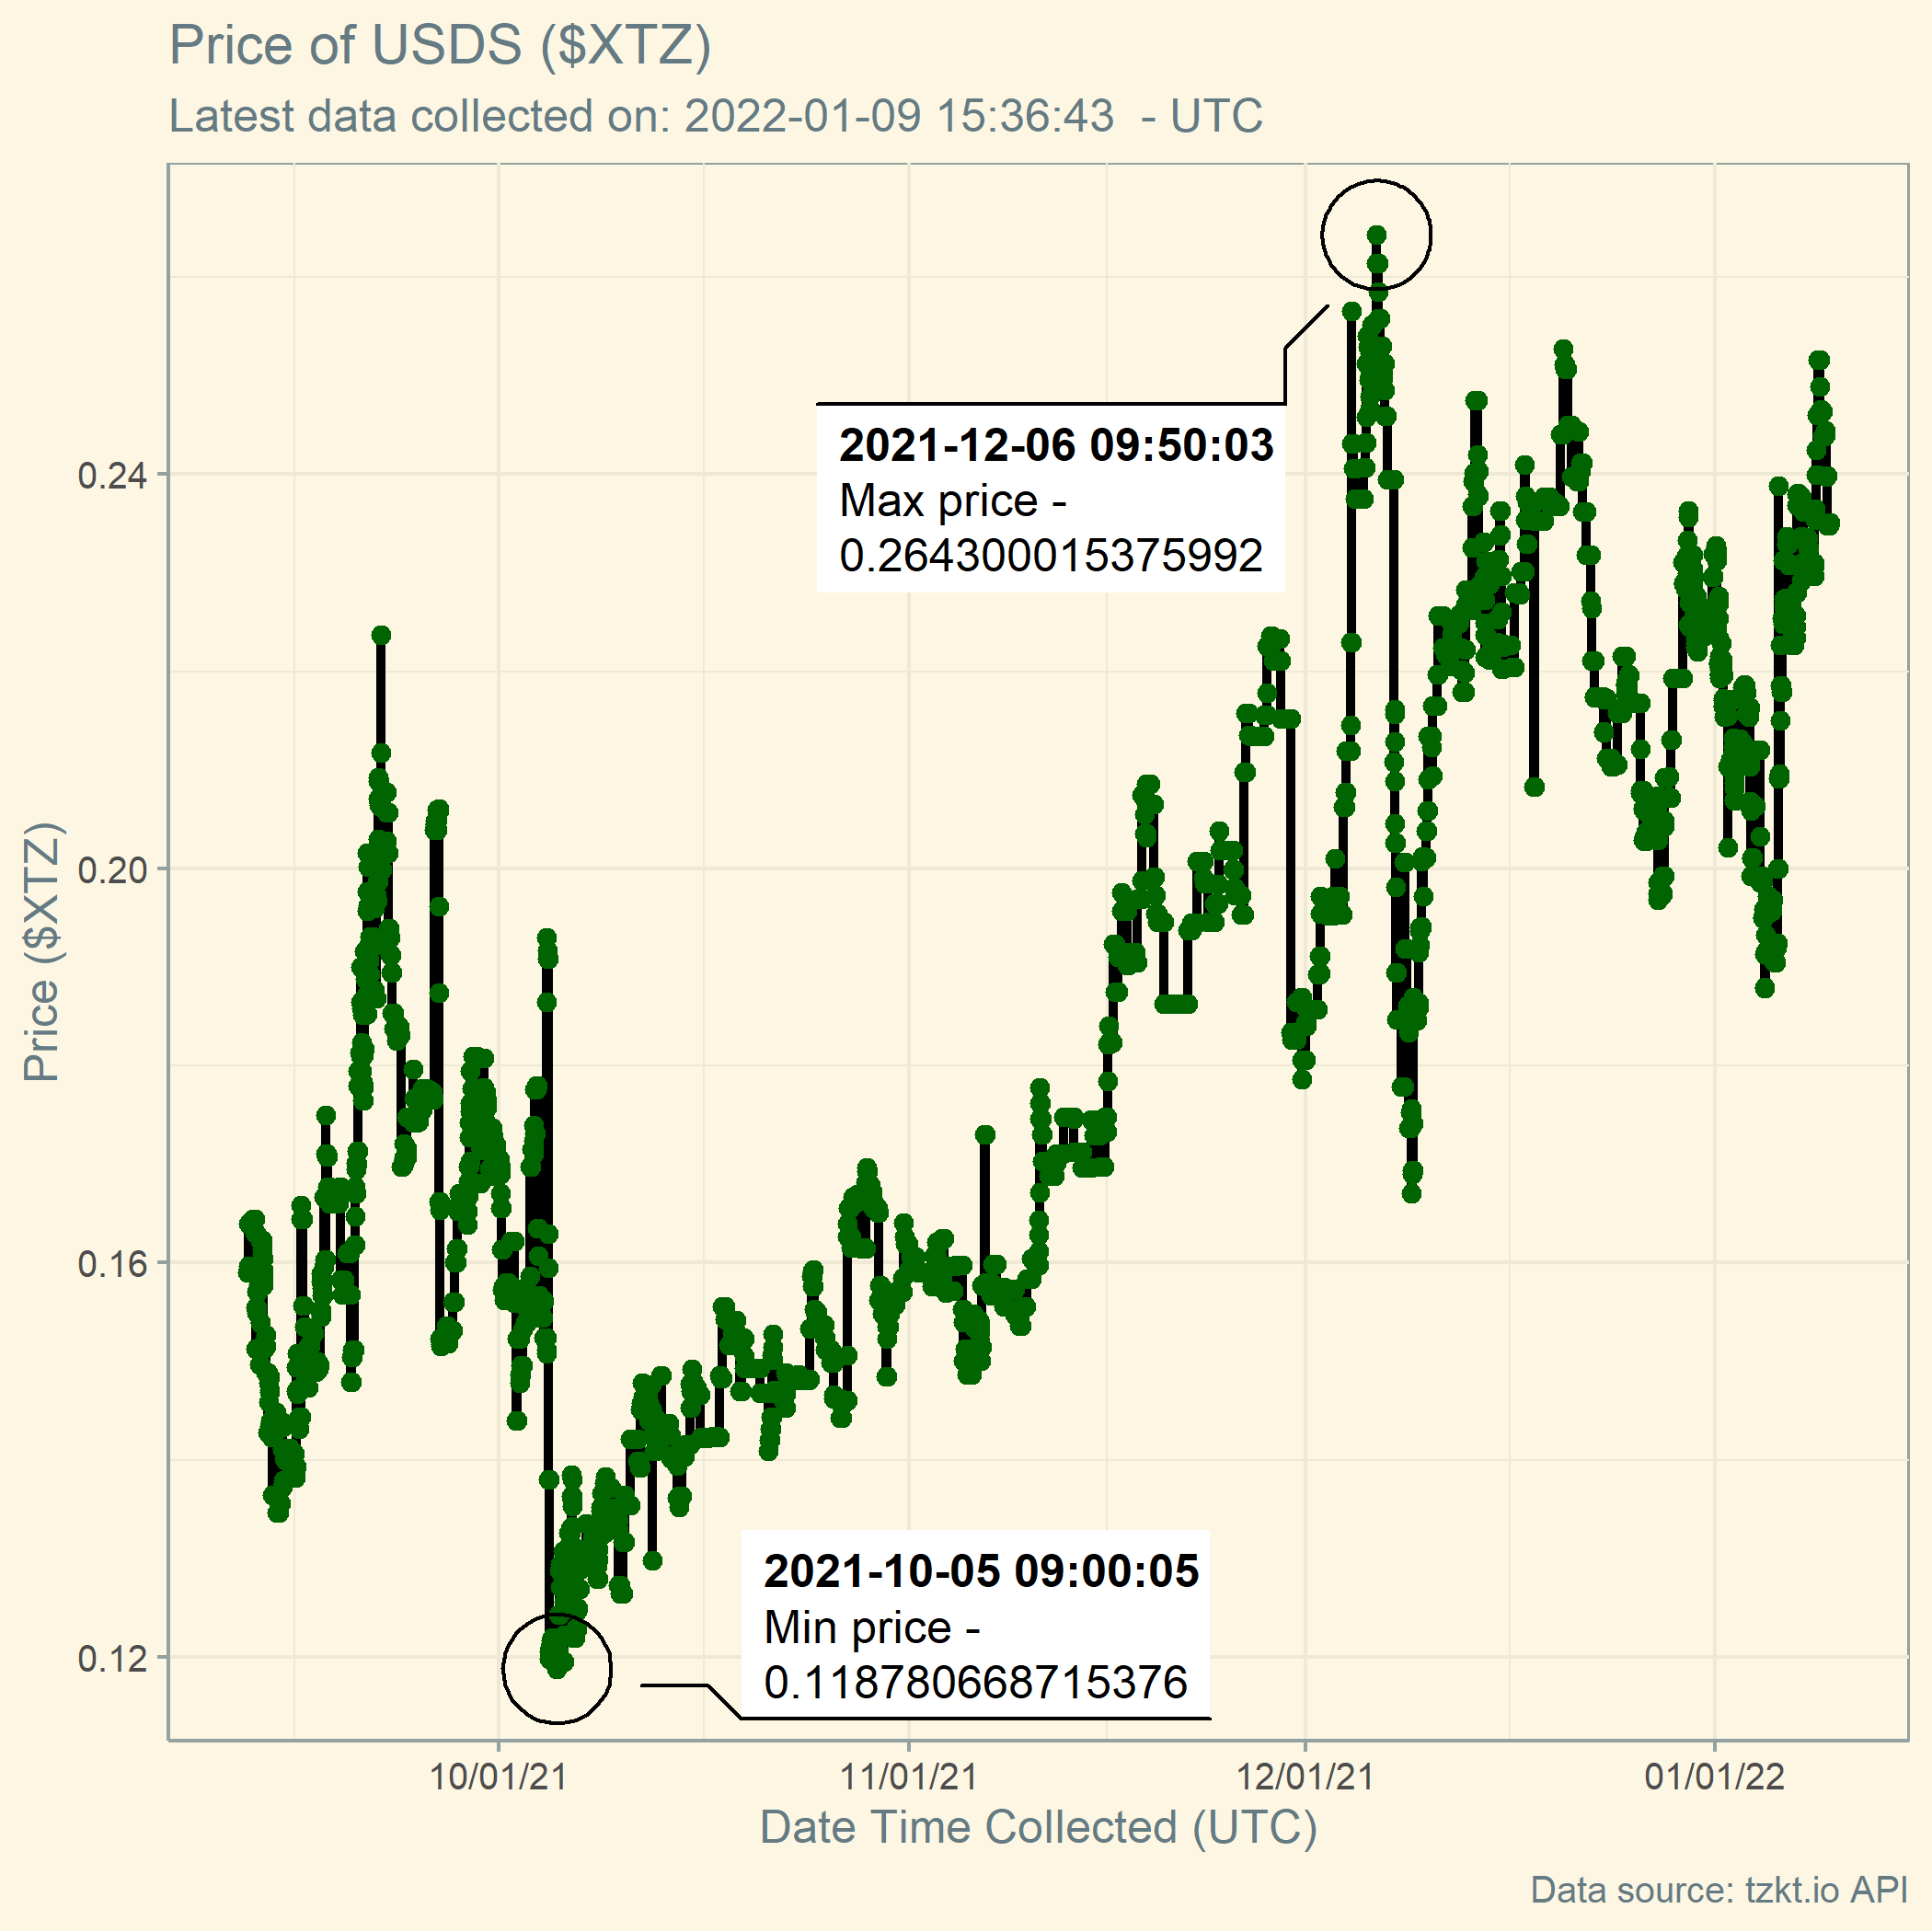 Price of USDS ($XTZ)
Latest data collected on: 2022-01-09 15:36:43  - UTC
2021-12-06 09:50:03
Max price -
0.264300015375992
0.24
0.20
0.16
0.12
Price ($XTZ)
2021-10-05 09:00:05
Min price -
0.118780668715376
10/01/21
11/01/21
12/01/21
01/01/22
Date Time Collected (UTC)
Data source: tzkt.io API